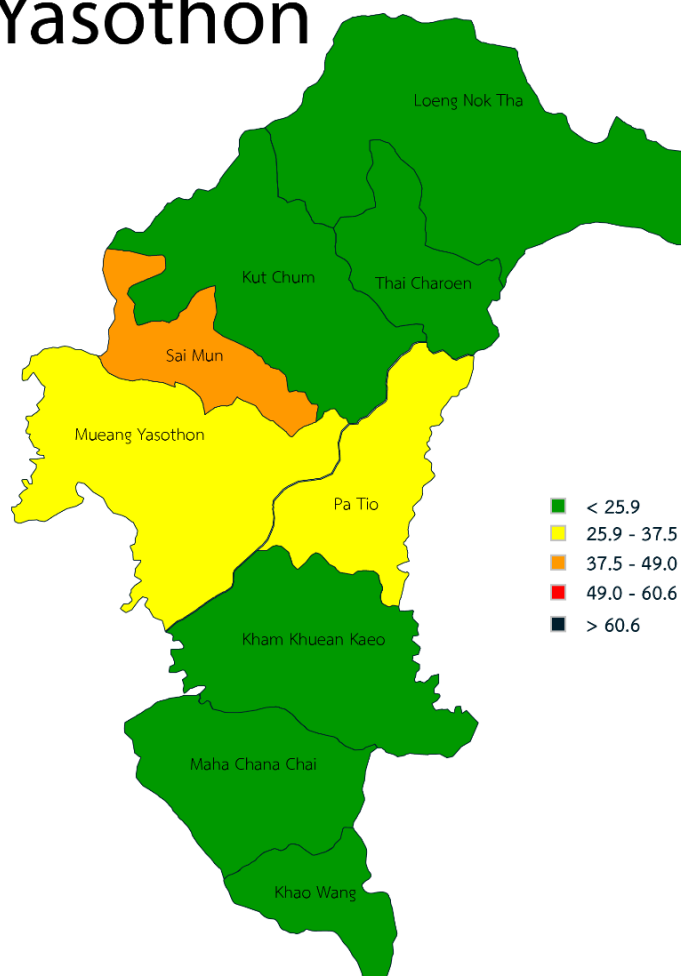 Yasothon
Loeng Nok Tha
Kut Chum
Thai Charoen
Sai Mun
Mueang Yasothon
Pa Tio
< 25.9
25.9 - 37.5
37.5 - 49.0
49.0 - 60.6
> 60.6
Kham Khuean Kaeo
Maha Chana Chai
Khao Wang